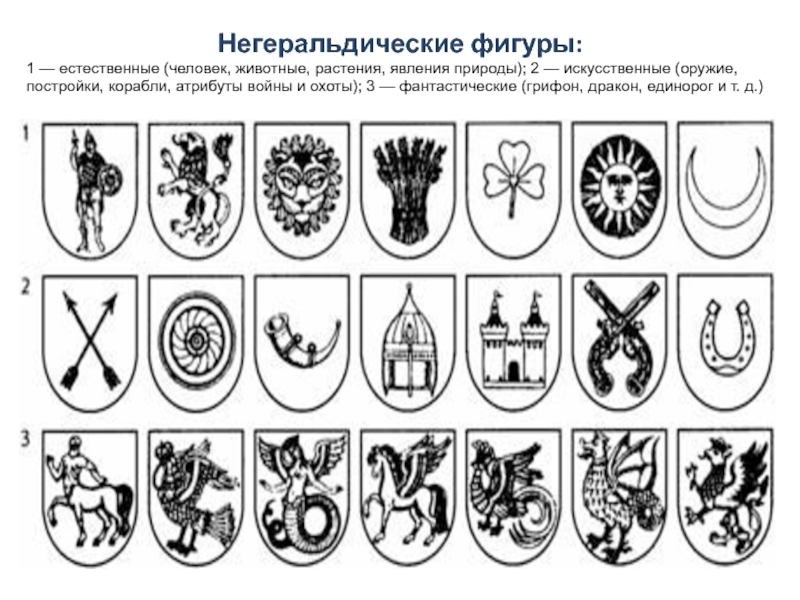 Негеральдические фигуры:
1 — естественные (человек, животные, растения, явления природы); 2 — искусственные (оружие,
постройки, корабли, атрибуты войны и охоты); 3 — фантастические (грифон, дракон, единорог и т. д.)
1
2
3